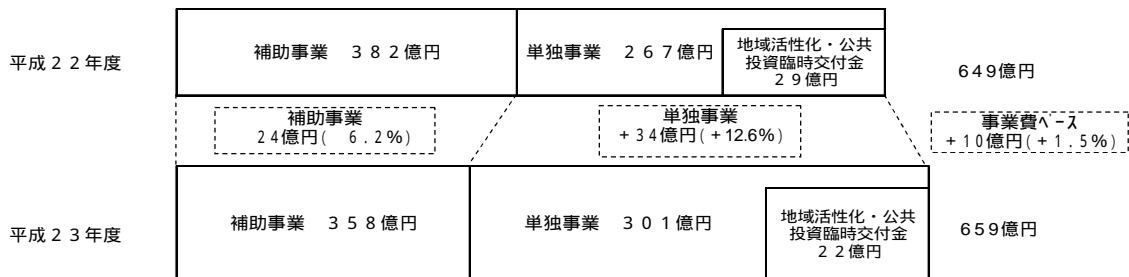 平成２２年度
補助事業　３８２億円
単独事業　２６７億円
地域活性化・公共
投資臨時交付金
２９億円
649億円
補助事業
24億円(　6.2%)
単独事業
+34億円(+12.6%)
事業費ﾍﾞｰｽ
+10億円(+1.5%)
平成２３年度
補助事業　３５８億円
単独事業　３０１億円
地域活性化・公共
投資臨時交付金
２２億円
659億円